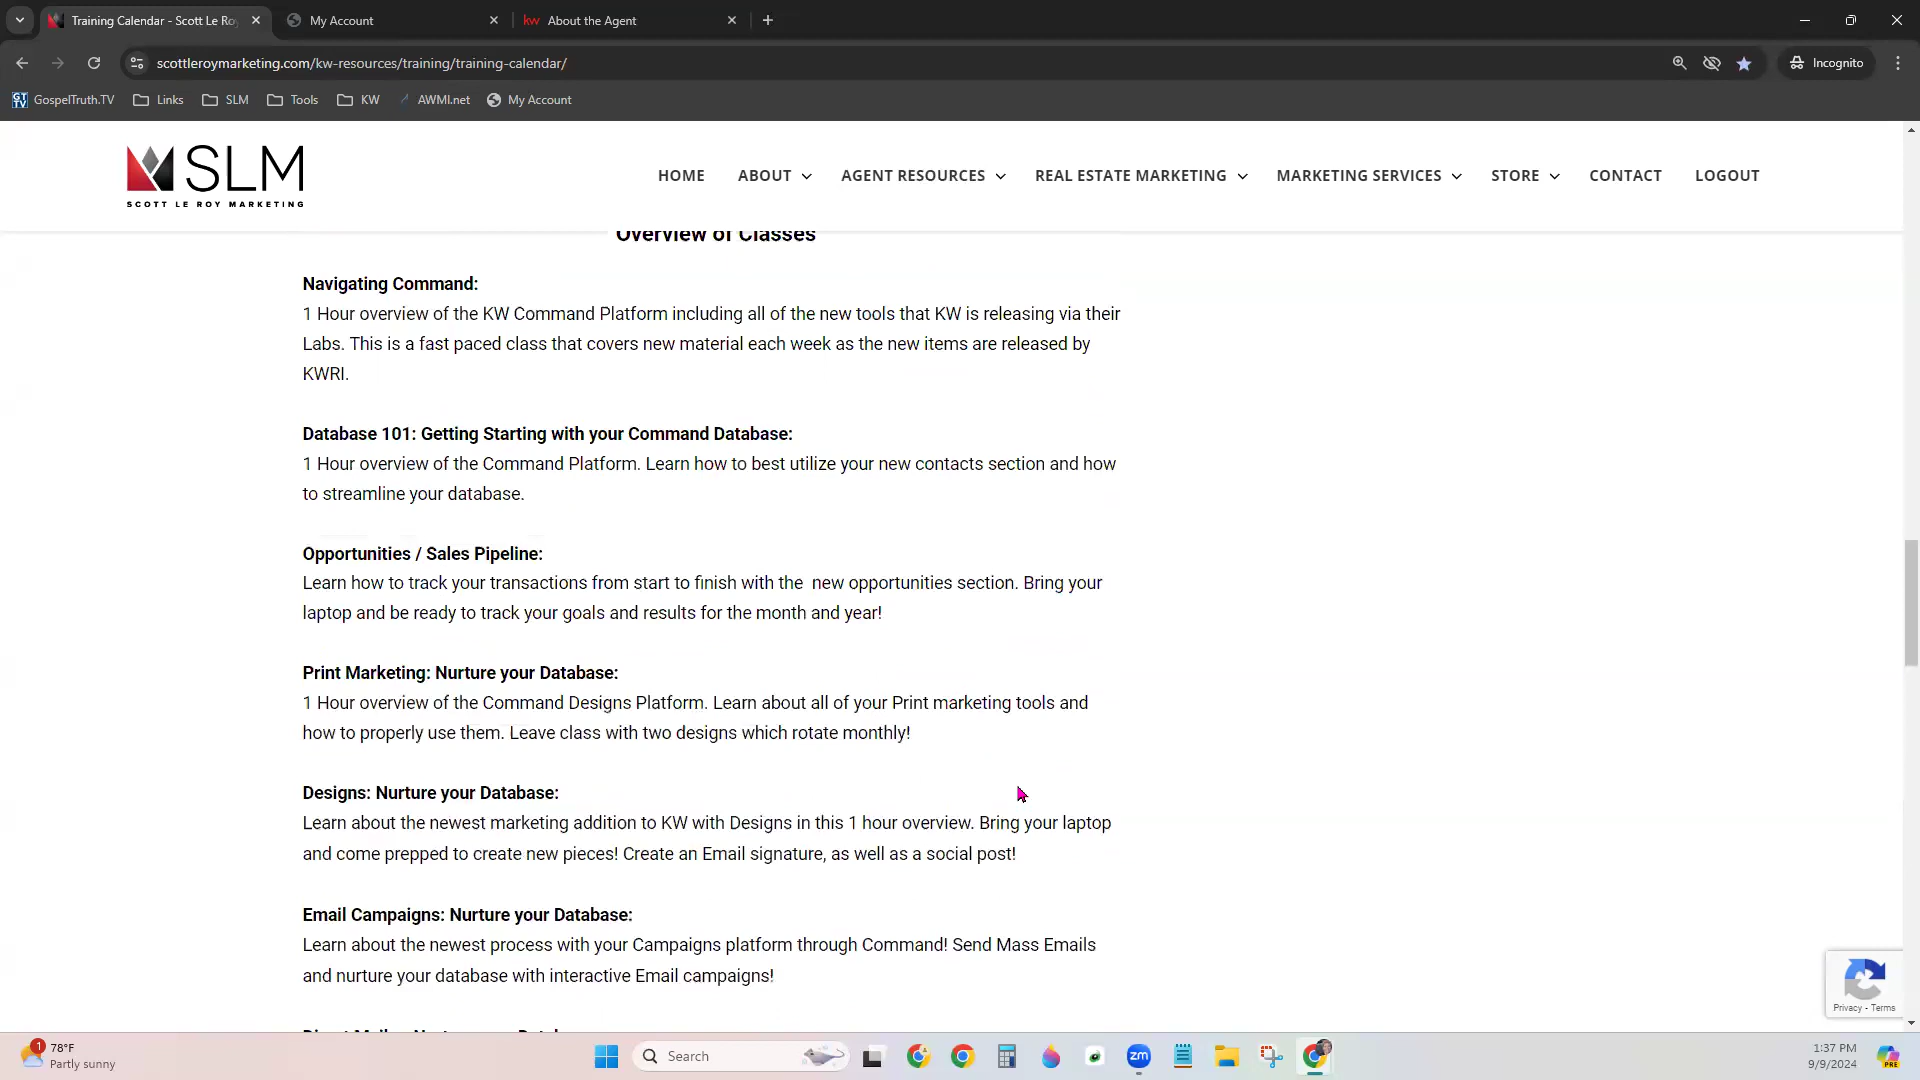 Training Calendar - Scott Le Ro
My Account
kw About the Agent
scottleroymarketing.com/kw-resources/training/training-calendar/
Incognito
GT TV GospelTruth.TV
Links
SLM
Tools
KW
AWMI.net
My Account
SLM
SCOTT LE ROY MARKETING
HOME
ABOUT
AGENT RESOURCES
REAL ESTATE MARKETING
MARKETING SERVICES
STORE
CONTACT
LOGOUT
Overview of Classes
Navigating Command:
1 Hour overview of the KW Command Platform including all of the new tools that KW is releasing via their
Labs. This is a fast paced class that covers new material each week as the new items are released by
KWRI.
Database 101: Getting Starting with your Command Database:
1 Hour overview of the Command Platform. Learn how to best utilize your new contacts section and how
to streamline your database.
Opportunities / Sales Pipeline:
Learn how to track your transactions from start to finish with the new opportunities section. Bring your
laptop and be ready to track your goals and results for the month and year!
Print Marketing: Nurture your Database:
1 Hour overview of the Command Designs Platform. Learn about all of your Print marketing tools and
how to properly use them. Leave class with two designs which rotate monthly!
Designs: Nurture your Database:
Learn about the newest marketing addition to KW with Designs in this 1 hour overview. Bring your laptop
and come prepped to create new pieces! Create an Email signature, as well as a social post!
Email Campaigns: Nurture your Database:
Learn about the newest process with your Campaigns platform through Command! Send Mass Emails
and nurture your database with interactive Email campaigns!
Privacy - Terms
1
78°F
Partly sunny
Search
zm
PRE
1:37 PM
9/9/2024